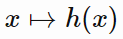 x ↦ h(x)